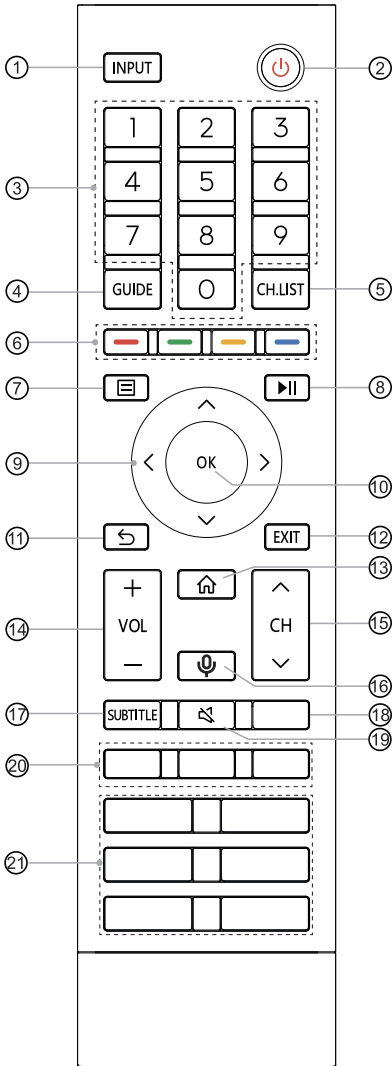 ① INPUT ②
1 2 3
③ 4 5 6
7 8 9
④ GUIDE 0 CH.LIST ⑤
⑥
⑦ ⑧
⑨ OK ⑩
⑪ EXIT ⑫
⑬
+
⑭ VOL CH ⑮
−
⑯
⑰ SUBTITLE ⑱
⑲
⑳
㉑